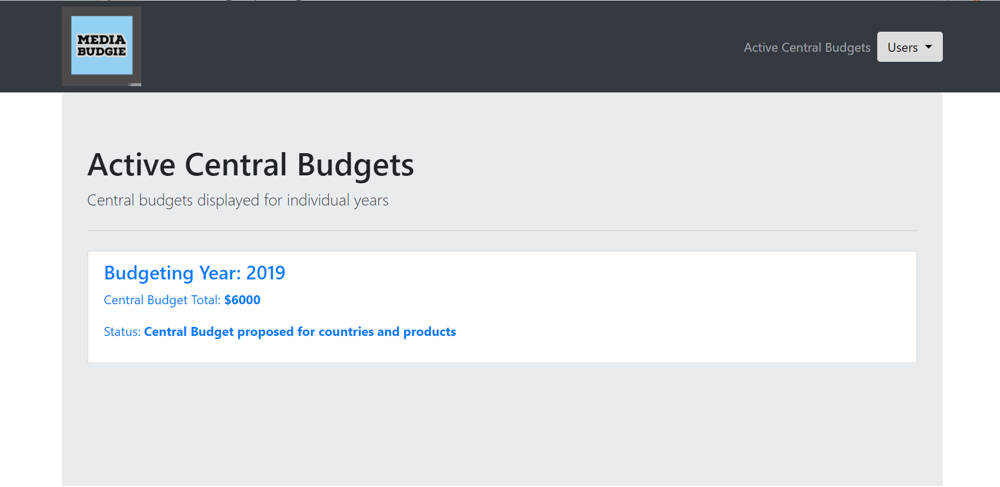 MEDIA
BUDGIE
Active Central Budgets
Users
Active Central Budgets
Central budgets displayed for individual years
Budgeting Year: 2019
Central Budget Total: $6000
Status: Central Budget proposed for countries and products